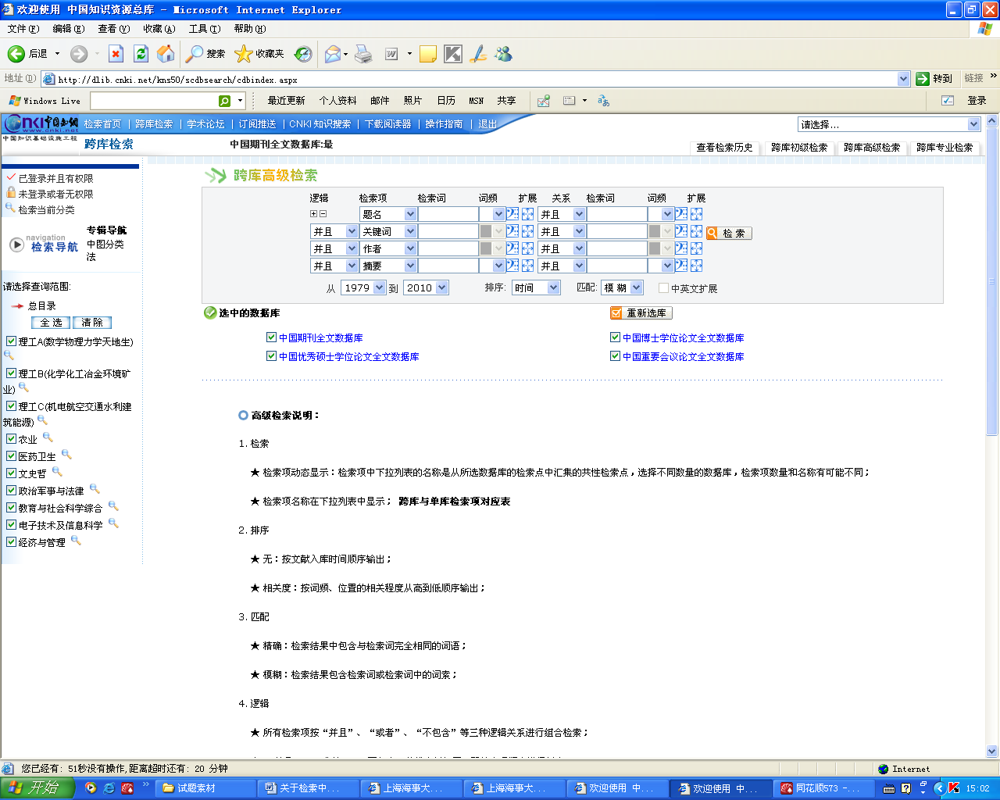 欢迎使用 中国知识资源总库 - Microsoft Internet Explorer
文件(F) 编辑(E) 查看(V) 收藏(A) 工具(T) 帮助(H)
后退 搜索 收藏夹
地址(D) http://dlib.cnki.net/kns50/scdbsearch/cdbindex.aspx 转到 链接 »
Windows Live 最近更新 个人资料 邮件 照片 日历 MSN 共享 登录
CNKI 中国知网
www.cnki.net
中国知识基础设施工程
检索首页 | 跨库检索 | 学术论坛 | 订阅推送 | CNKI知识搜索 | 下载阅读器 | 操作指南 | 退出
请选择...
跨库检索 中国期刊全文数据库:最
查看检索历史 跨库初级检索 跨库高级检索 跨库专业检索
已登录并且有权限
未登录或者无权限
检索当前分类
navigation
检索导航
专辑导航
中图分类
法
请选择查询范围:
总目录
全 选 清 除
理工A(数学物理力学天地生)
理工B(化学化工冶金环境矿
业)
理工C(机电航空交通水利建
筑能源)
农业
医药卫生
文史哲
政治军事与法律
教育与社会科学综合
电子技术及信息科学
经济与管理
跨库高级检索
逻辑 检索项 检索词 词频 扩展 关系 检索词 词频 扩展
题名 并且
并且 关键词 并且
并且 作者 并且
并且 摘要 并且
检 索
从 1979 到 2010 排序: 时间 匹配: 模 糊 中英文扩展
选中的数据库 重新选库
中国期刊全文数据库 中国博士学位论文全文数据库
中国优秀硕士学位论文全文数据库 中国重要会议论文全文数据库
高级检索说明：
1. 检索
★ 检索项动态显示：检索项中下拉列表的名称是从所选数据库的检索点中汇集的共性检索点，选择不同数量的数据库，检索项数量和名称有可能不同；
★ 检索项名称在下拉列表中显示； 跨库与单库检索项对应表
2. 排序
★ 无：按文献入库时间顺序输出；
★ 相关度：按词频、位置的相关程度从高到低顺序输出；
3. 匹配
★ 精确：检索结果中包含与检索词完全相同的词语；
★ 模糊：检索结果包含检索词或检索词中的词素；
4. 逻辑
★ 所有检索项按“并且”、“或者”、“不包含”等三种逻辑关系进行组合检索；
您已经有: 51秒没有操作,距离超时还有: 20 分钟 Internet
开始 » 试题素材 关于检索中... 上海海事大... 上海海事大... 欢迎使用 中... 欢迎使用 中... 同花顺573 -... 15:02